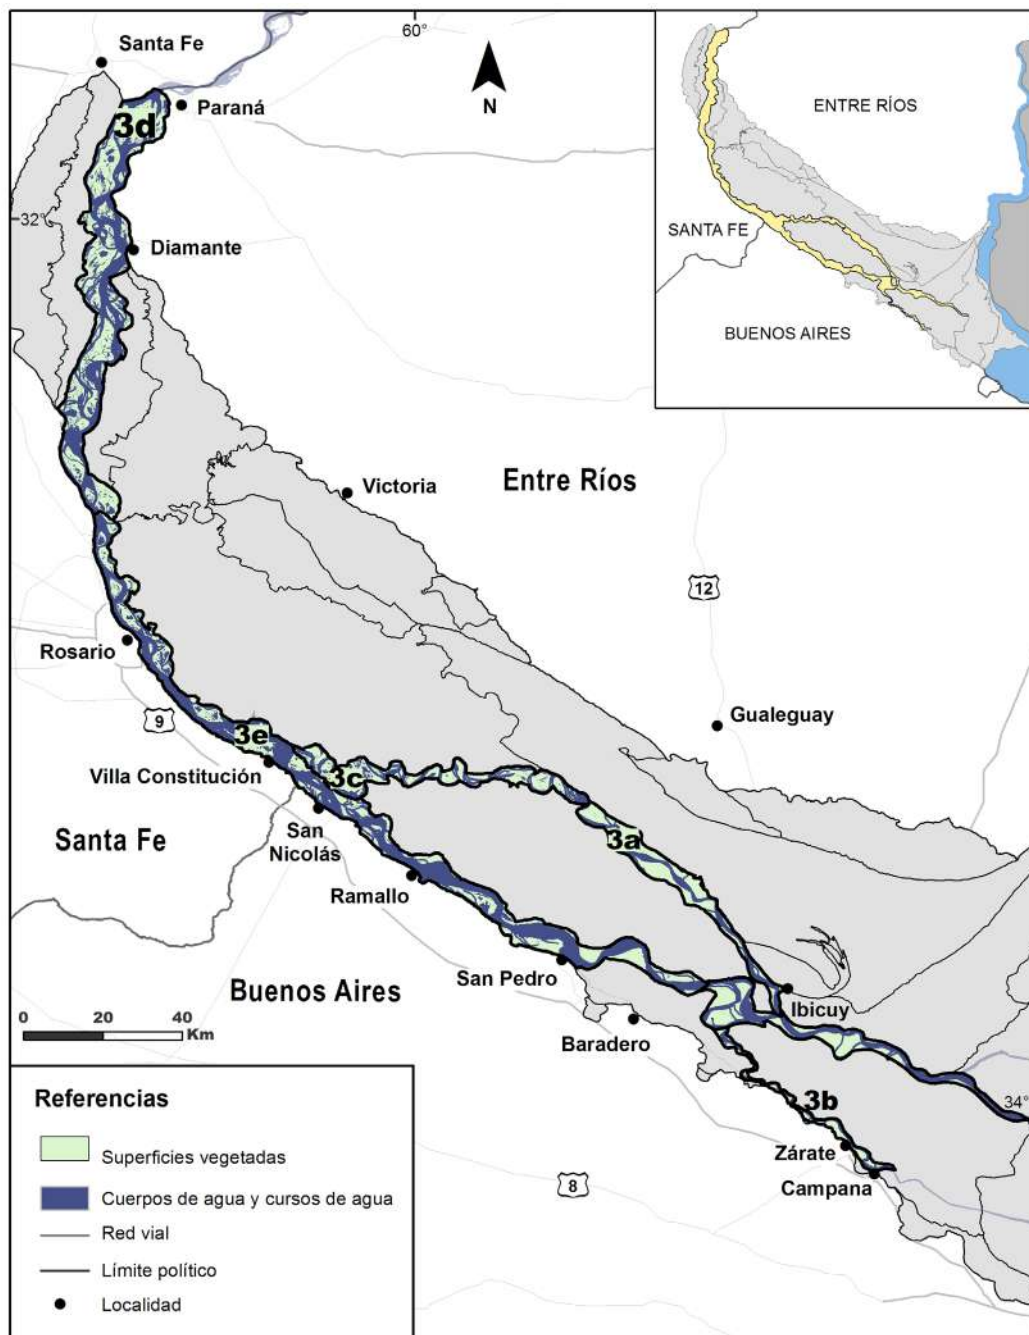 60°
Santa Fe
Paraná
N
3d
32°
Diamante
ENTRE RÍOS
SANTA FE
BUENOS AIRES
Victoria
Entre Ríos
12
Rosario
9
Gualeguay
3e
Villa Constitución
3c
3a
Santa Fe
San
Nicolás
Ramallo
San Pedro
Buenos Aires
Ibicuy
0 20 40
Km
Baradero
34°
3b
Zárate
Campana
8
Referencias
Superficies vegetadas
Cuerpos de agua y cursos de agua
Red vial
Límite político
Localidad